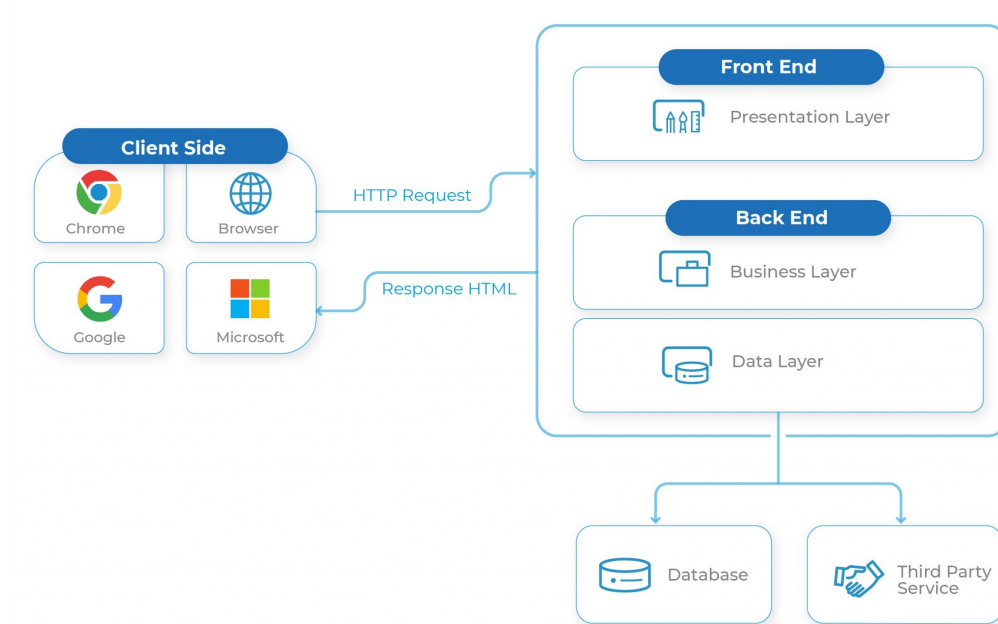 Front End
Presentation Layer
Client Side
Chrome
Browser
HTTP Request
Back End
Business Layer
Response HTML
Google
Microsoft
Data Layer
Database
Third Party
Service